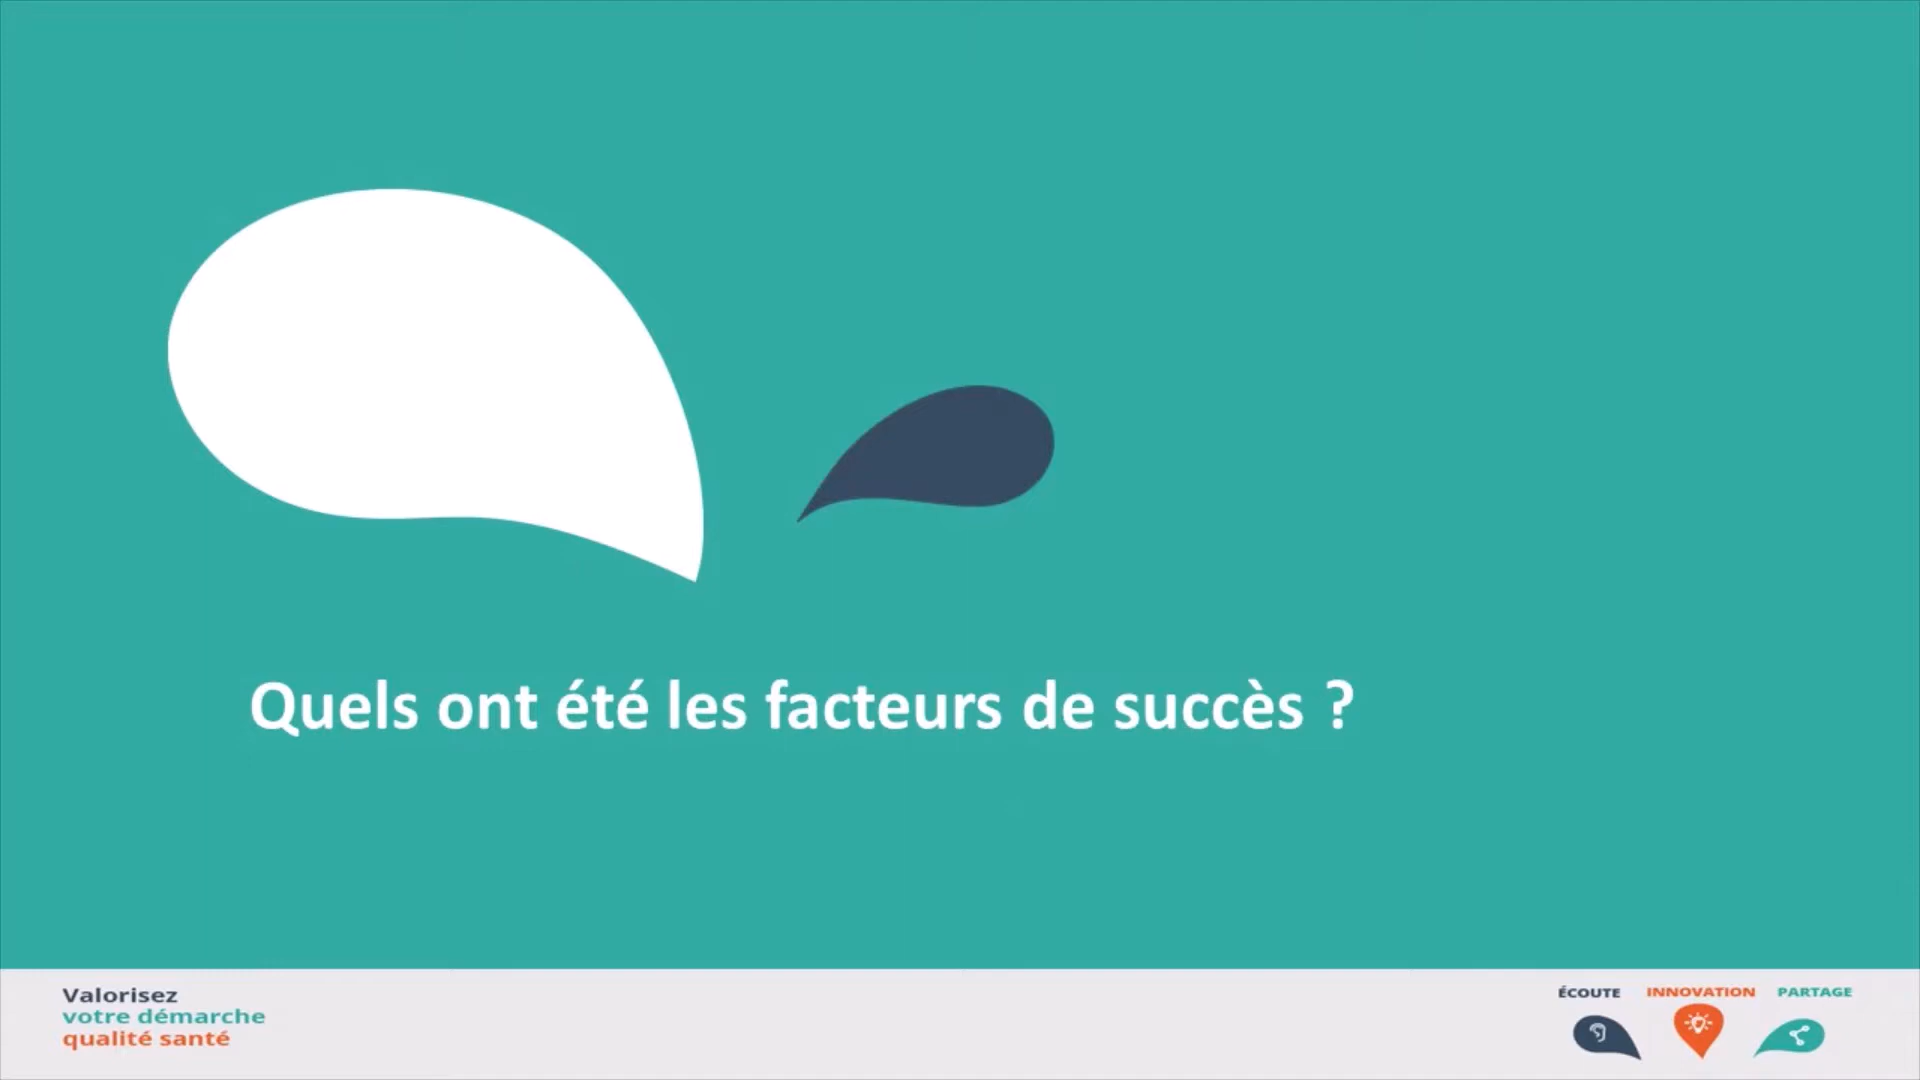 Quels ont été les facteurs de succès ?
Valorisez
votre démarche
qualité santé
ÉCOUTE INNOVATION PARTAGE